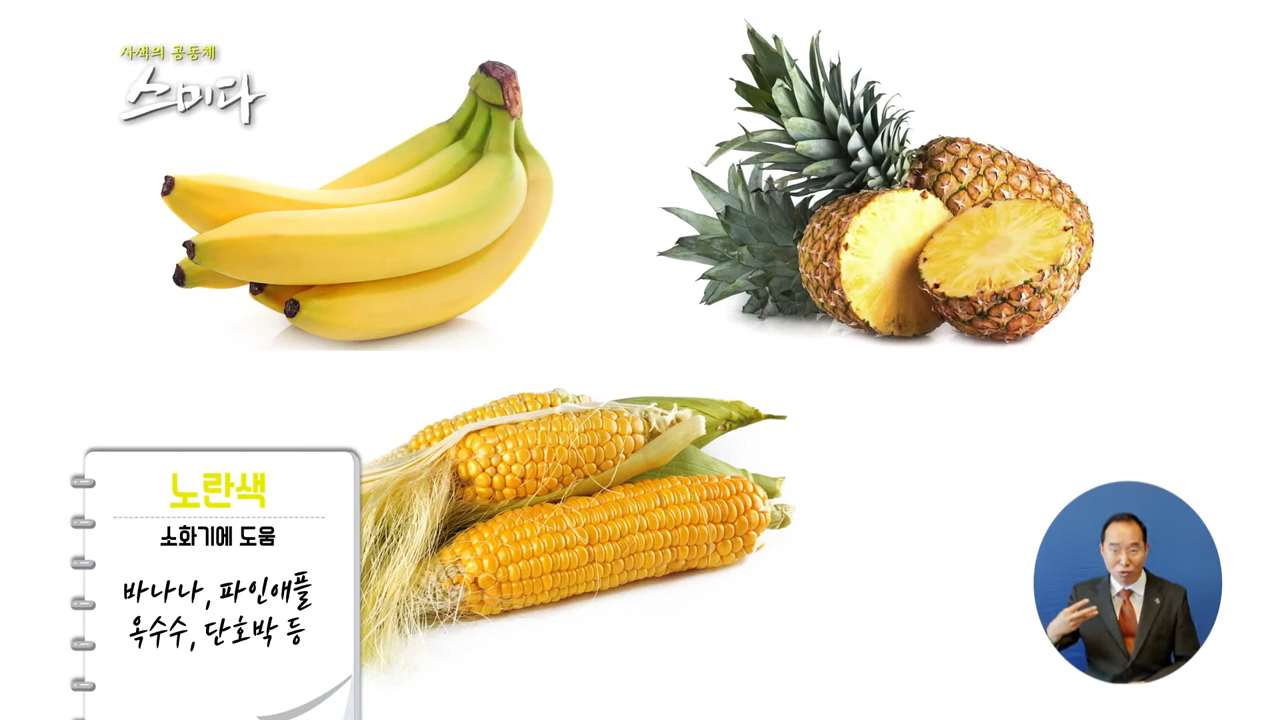 사색의 공동체
스미다
노란색
소화기에 도움
바나나, 파인애플
옥수수, 단호박 등